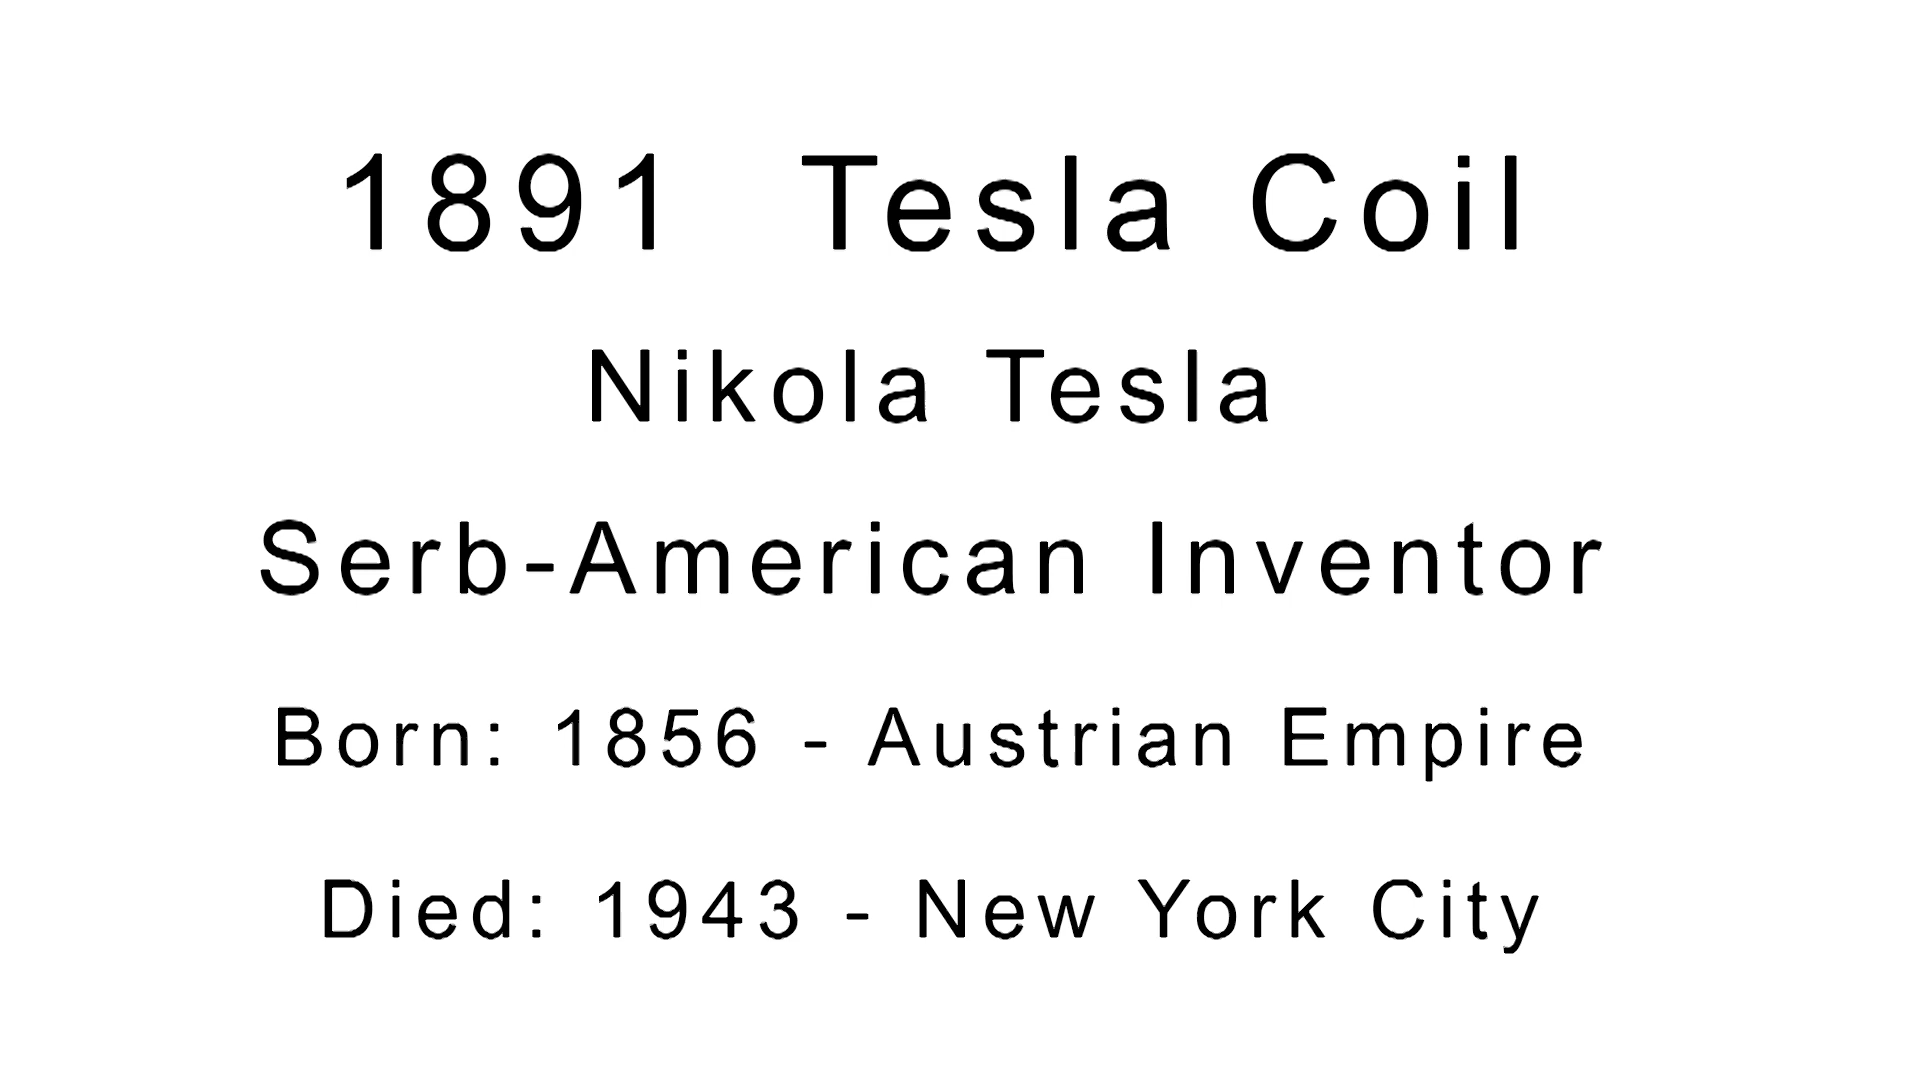 1891 Tesla Coil
Nikola Tesla
Serb-American Inventor
Born: 1856 - Austrian Empire
Died: 1943 - New York City